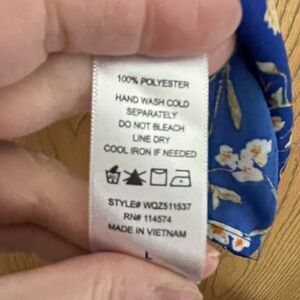 100% POLYESTER
HAND WASH COLD
SEPARATELY
DO NOT BLEACH
LINE DRY
COOL IRON IF NEEDED
STYLE# WQZ511537
RN# 114574
MADE IN VIETNAM
L